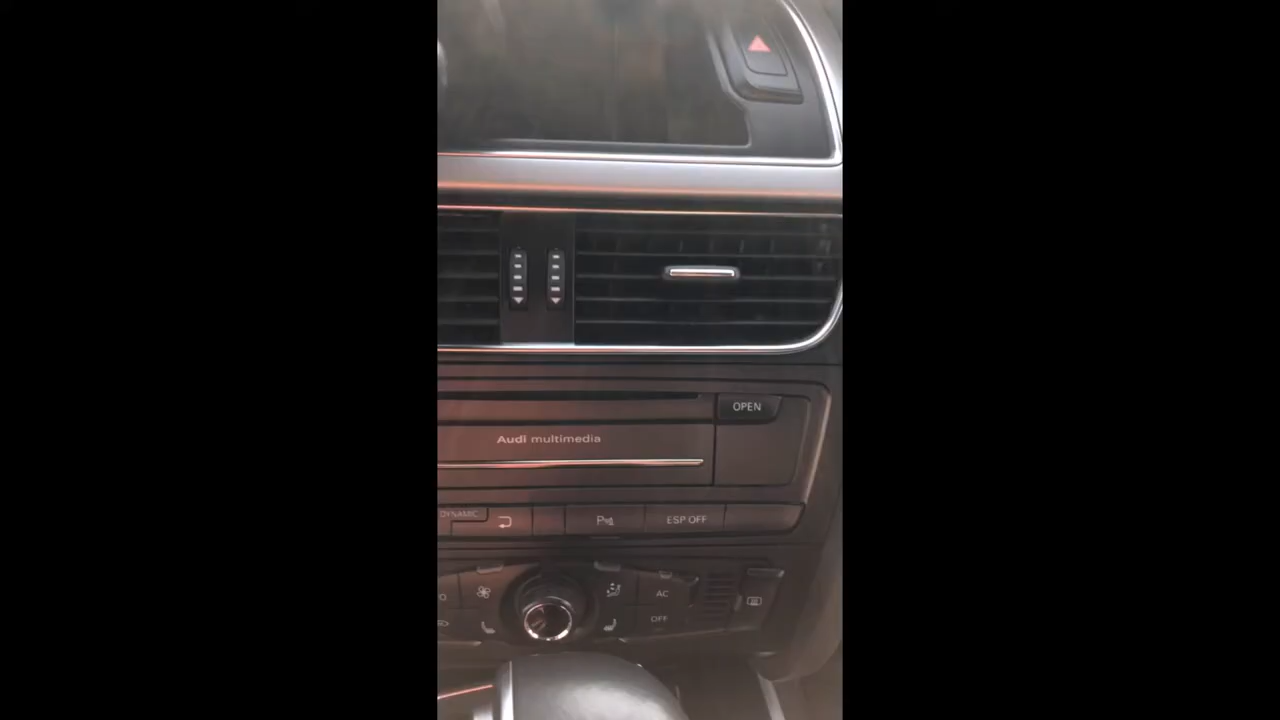 OPEN
Audi multimedia
DYNAMIC
P
ESP OFF
AC
OFF